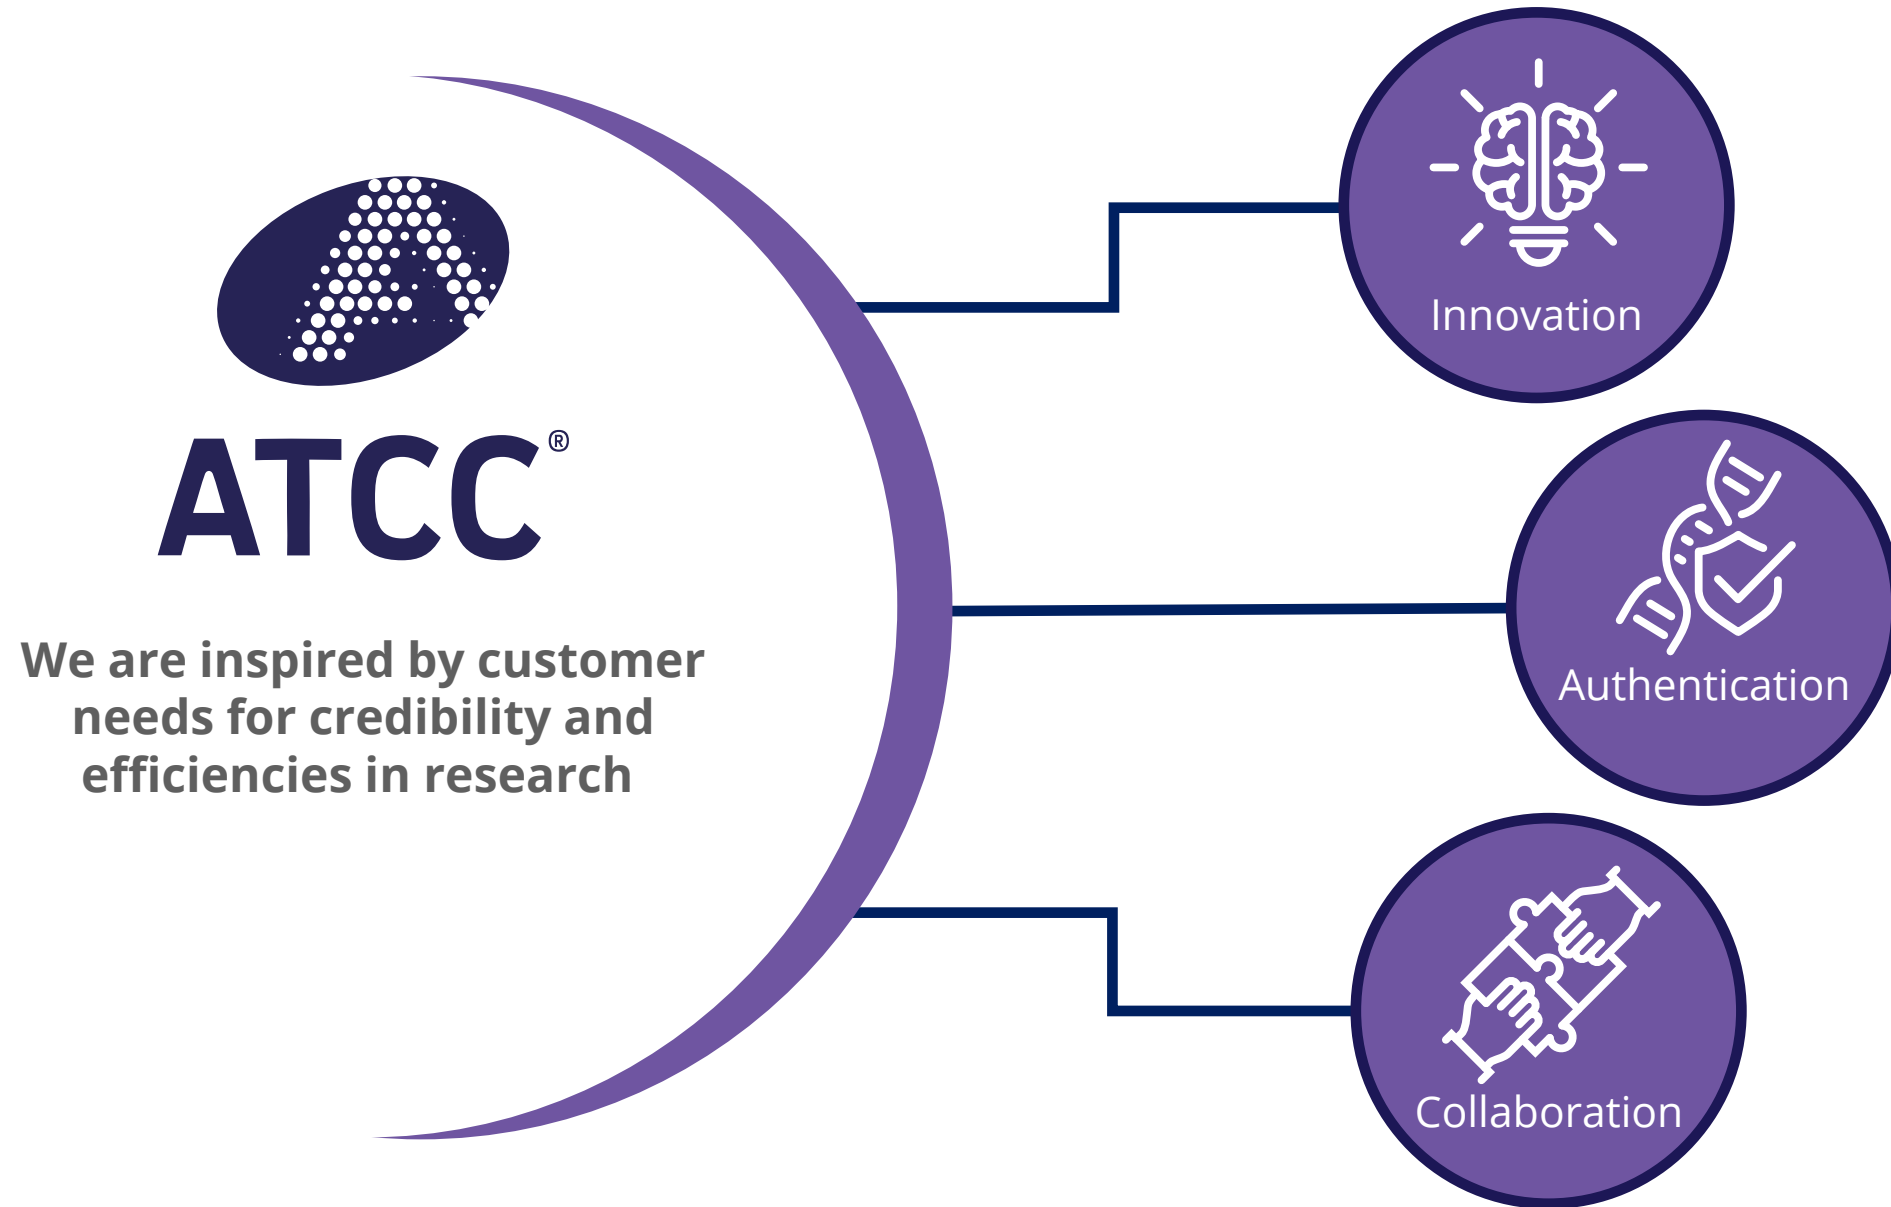 ATCC®
We are inspired by customer
needs for credibility and
efficiencies in research
Innovation
Authentication
Collaboration